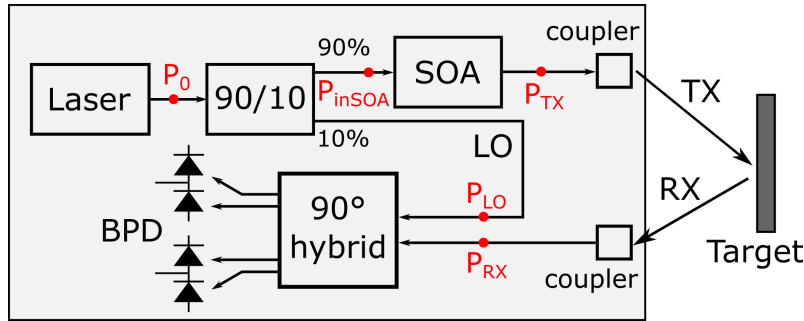 coupler
90%
SOA
TX
P0
Laser
90/10
PinSOA
PTX
10%
LO
RX
PLO
90°
hybrid
BPD
PRX
coupler
Target